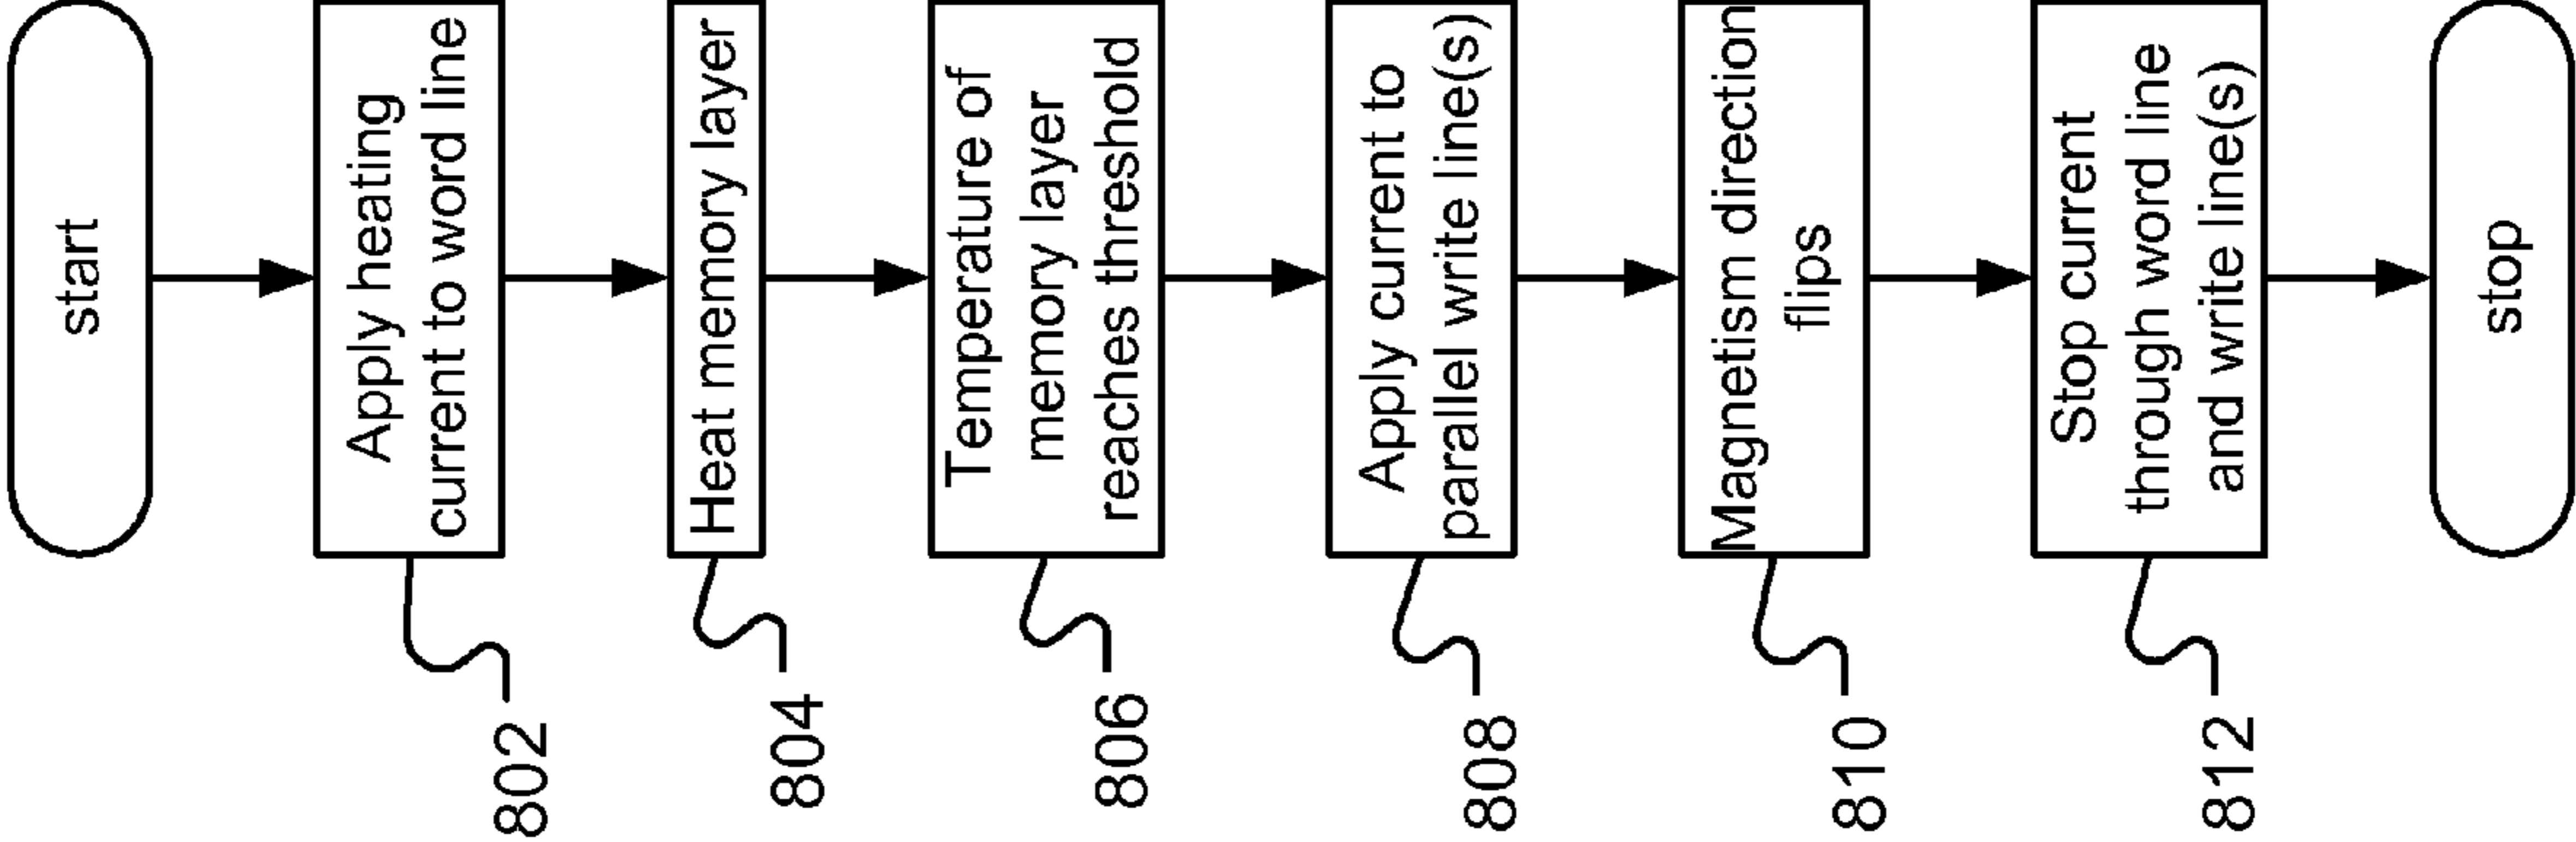 start
Apply heating
current to word line
802
Heat memory layer
804
Temperature of
memory layer
reaches threshold
806
Apply current to
parallel write line(s)
808
Magnetism direction
flips
810
Stop current
through word line
and write line(s)
812
stop